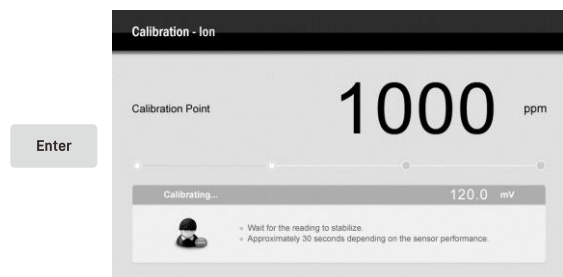 Calibration - Ion
Calibration Point 1000 ppm
Enter
Calibrating... 120.0 mV
Wait for the reading to stabilize.
Approximately 30 seconds depending on the sensor performance.